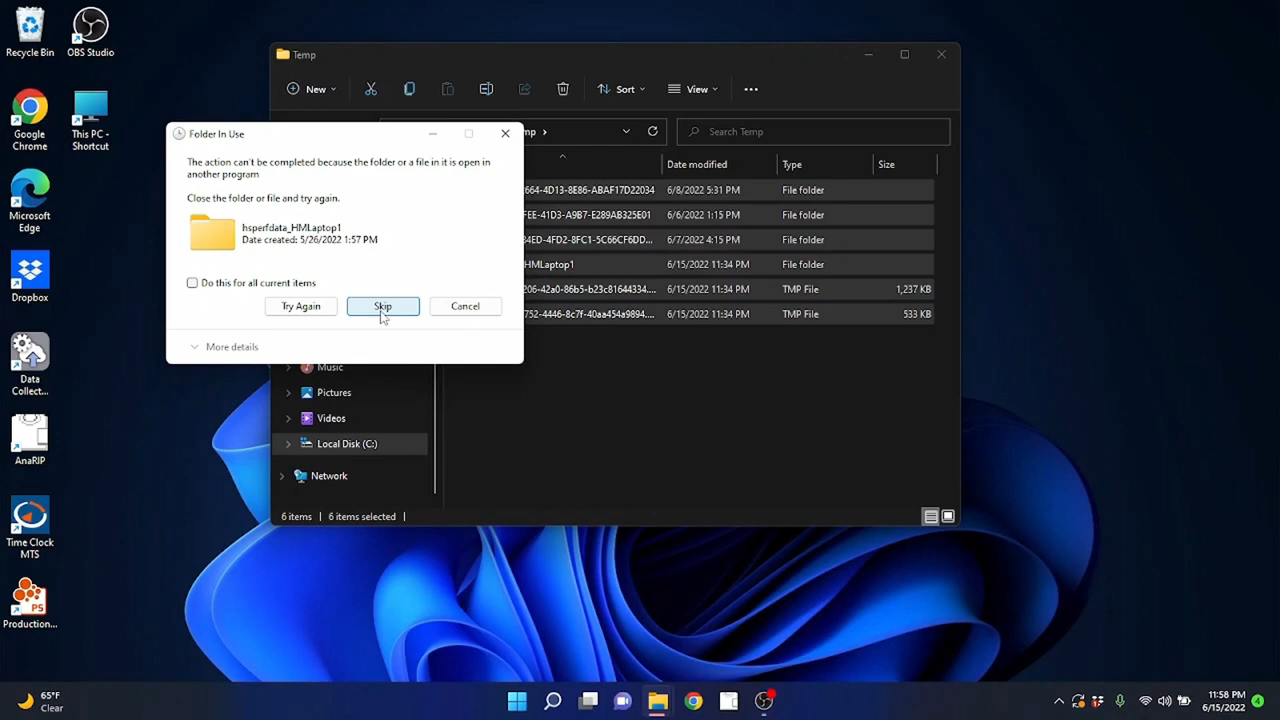 Recycle Bin
OBS Studio
Google
Chrome
This PC -
Shortcut
Microsoft
Edge
Dropbox
Data
Collect...
AnaRIP
Time Clock
MTS
PS
Production...
Temp
New
Sort
View
mp
Search Temp
Date modified
Type
Size
664-4D13-8E86-ABAF17D22034 6/8/2022 5:31 PM File folder
FEE-41D3-A9B7-E289AB325E01 6/6/2022 1:15 PM File folder
84ED-4FD2-8FC1-5C66CF6DD... 6/7/2022 4:15 PM File folder
HMLaptop1 6/15/2022 11:34 PM File folder
206-42a0-86b5-b23c81644334... 6/15/2022 11:34 PM TMP File 1,237 KB
752-4446-8c7f-40aa454a9894... 6/15/2022 11:34 PM TMP File 533 KB
Folder In Use
The action can't be completed because the folder or a file in it is open in
another program
Close the folder or file and try again.
hsperfdata_HMLaptop1
Date created: 5/26/2022 1:57 PM
Do this for all current items
Try Again
Skip
Cancel
More details
Music
Pictures
Videos
Local Disk (C:)
Network
6 items
6 items selected
65°F
Clear
11:58 PM
6/15/2022
4